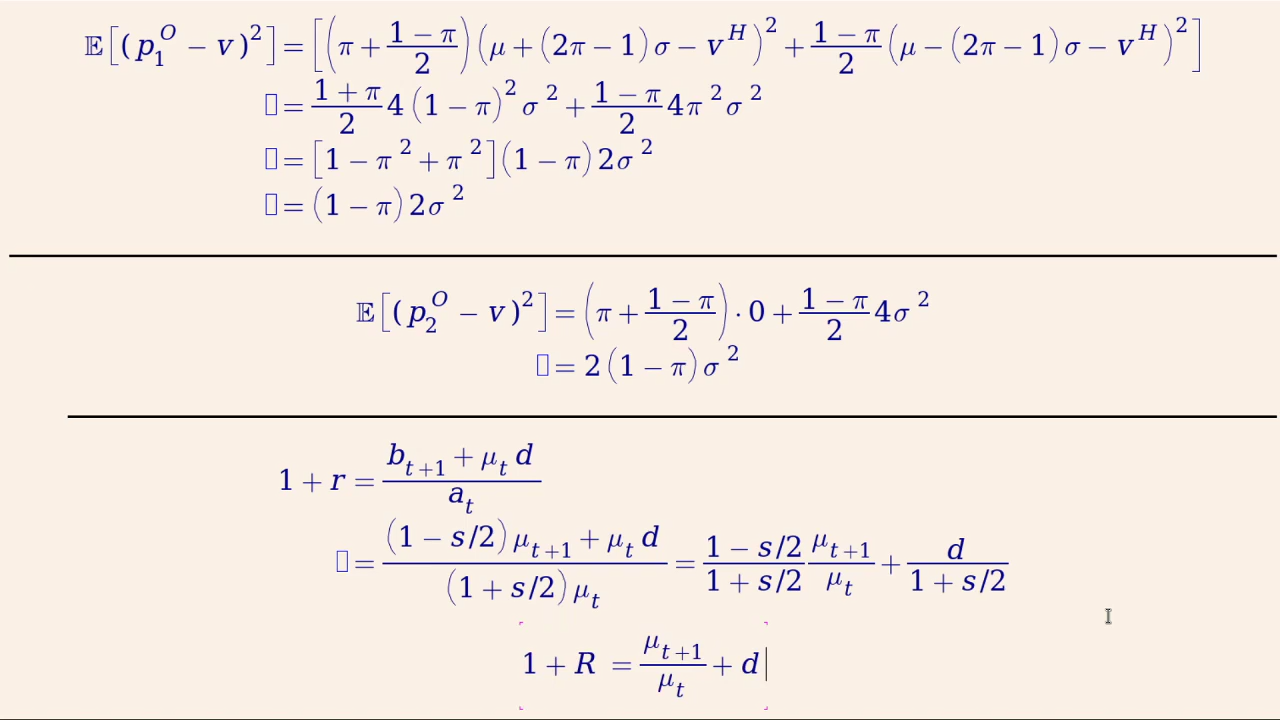 𝔼[(p₁ᴼ − v)²] = [(π + (1 − π)/2)(μ + (2π − 1)σ − vᴴ)² + (1 − π)/2 (μ − (2π − 1)σ − vᴴ)²]
▯ = (1 + π)/2 4(1 − π)²σ² + (1 − π)/2 4π²σ²
▯ = [1 − π² + π²](1 − π)2σ²
▯ = (1 − π)2σ²
𝔼[(p₂ᴼ − v)²] = (π + (1 − π)/2) · 0 + (1 − π)/2 4σ²
▯ = 2(1 − π)σ²
1 + r = (b_{t+1} + μ_t d)/a_t
▯ = ((1 − s/2)μ_{t+1} + μ_t d)/((1 + s/2)μ_t) = (1 − s/2)/(1 + s/2) μ_{t+1}/μ_t + d/(1 + s/2)
1 + R = μ_{t+1}/μ_t + d